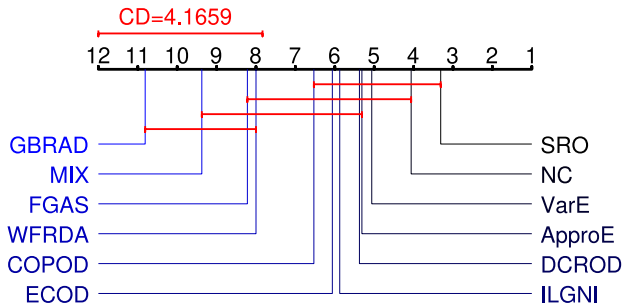 CD=4.1659
12 11 10 9 8 7 6 5 4 3 2 1
GBRAD SRO
MIX NC
FGAS VarE
WFRDA ApproE
COPOD DCROD
ECOD ILGNI